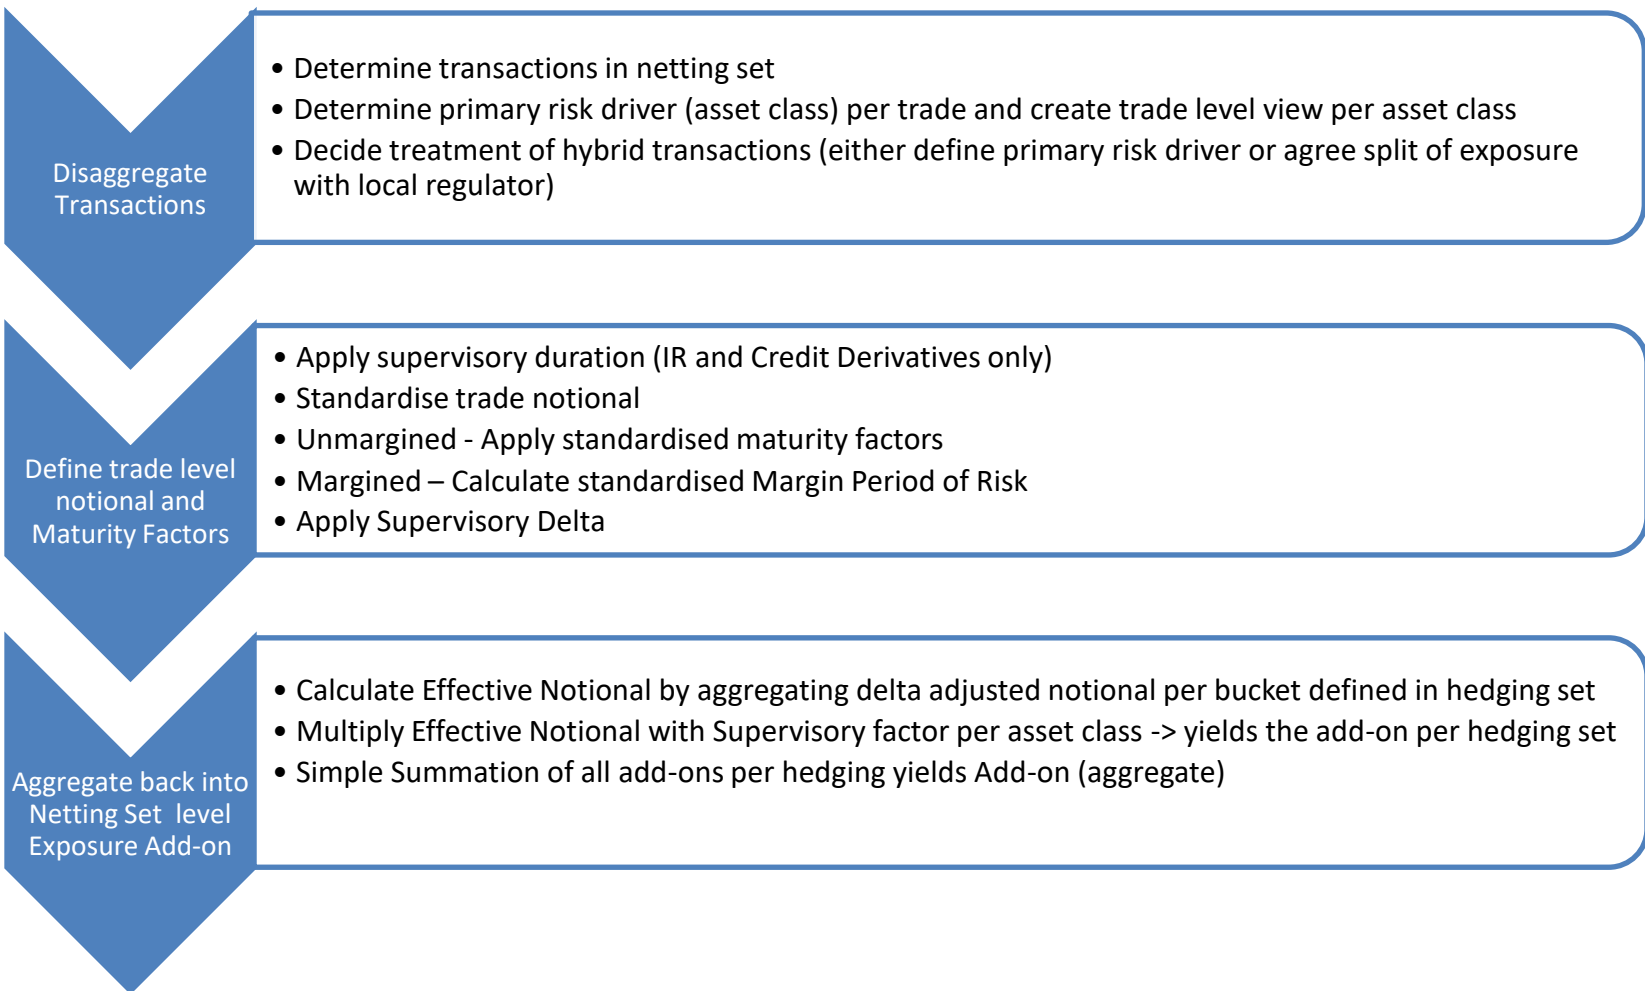 Disaggregate
Transactions
• Determine transactions in netting set
• Determine primary risk driver (asset class) per trade and create trade level view per asset class
• Decide treatment of hybrid transactions (either define primary risk driver or agree split of exposure
with local regulator)
Define trade level
notional and
Maturity Factors
• Apply supervisory duration (IR and Credit Derivatives only)
• Standardise trade notional
• Unmargined - Apply standardised maturity factors
• Margined – Calculate standardised Margin Period of Risk
• Apply Supervisory Delta
Aggregate back into
Netting Set level
Exposure Add-on
• Calculate Effective Notional by aggregating delta adjusted notional per bucket defined in hedging set
• Multiply Effective Notional with Supervisory factor per asset class -> yields the add-on per hedging set
• Simple Summation of all add-ons per hedging yields Add-on (aggregate)